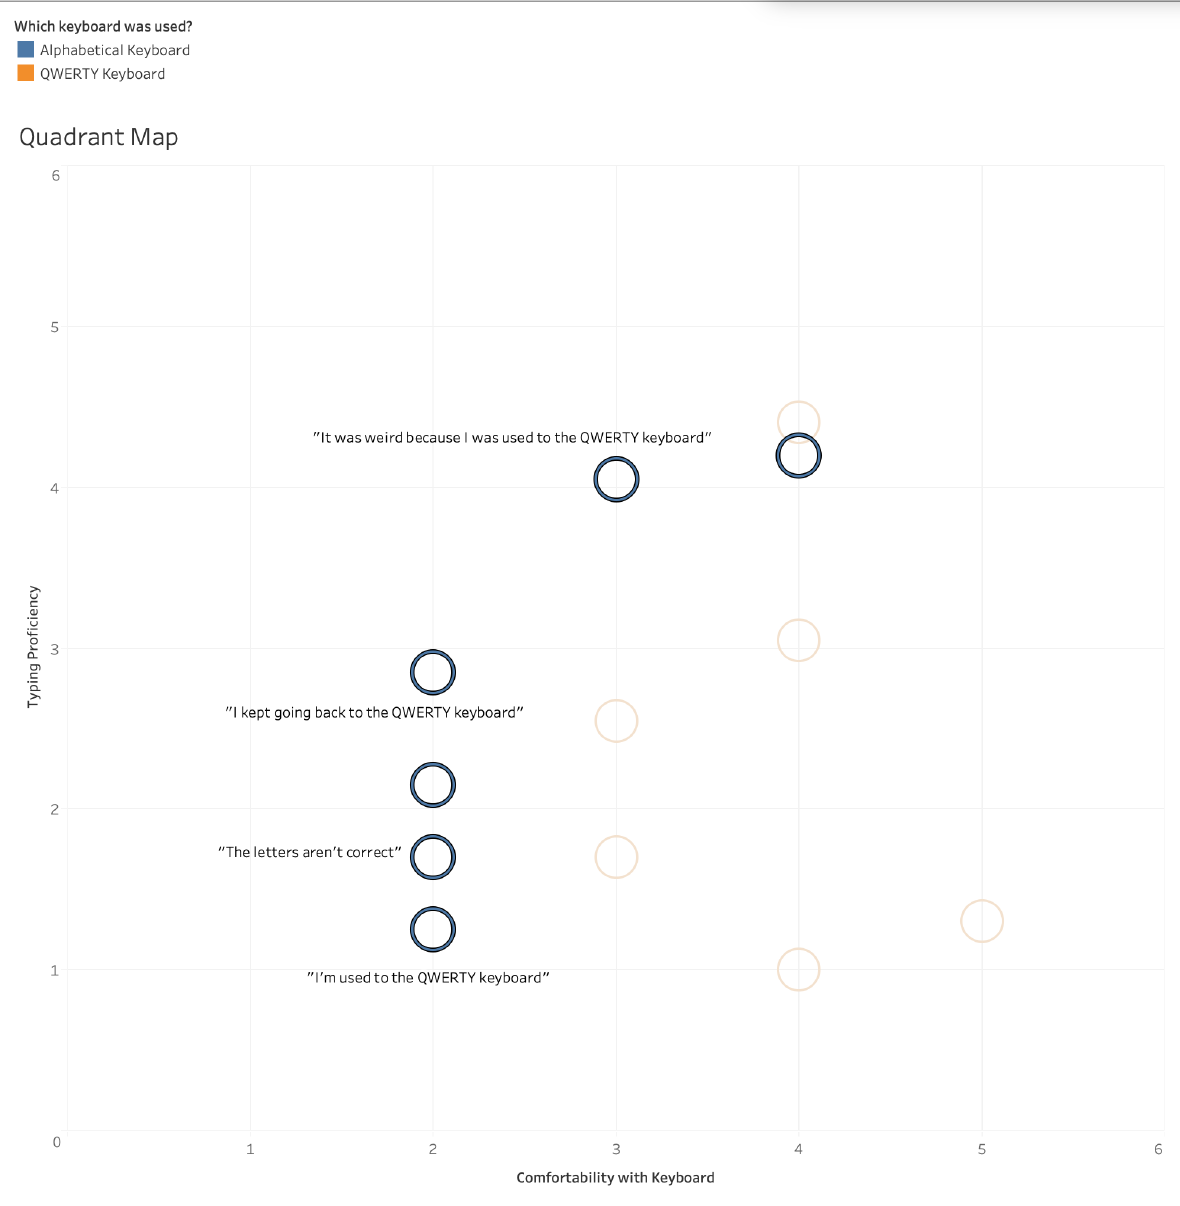 Which keyboard was used?
Alphabetical Keyboard
QWERTY Keyboard
Quadrant Map
6
5
"It was weird because I was used to the QWERTY keyboard"
4
Typing Proficiency
3
"I kept going back to the QWERTY keyboard"
2
"The letters aren't correct"
1
"I'm used to the QWERTY keyboard"
0
1 2 3 4 5 6
Comfortability with Keyboard